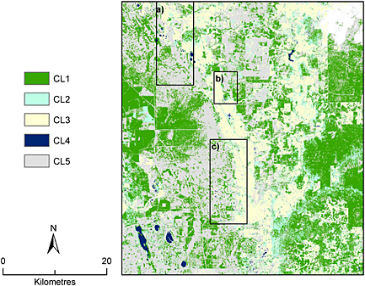 a)
b)
c)
CL1
CL2
CL3
CL4
CL5
N
0 20
Kilometres